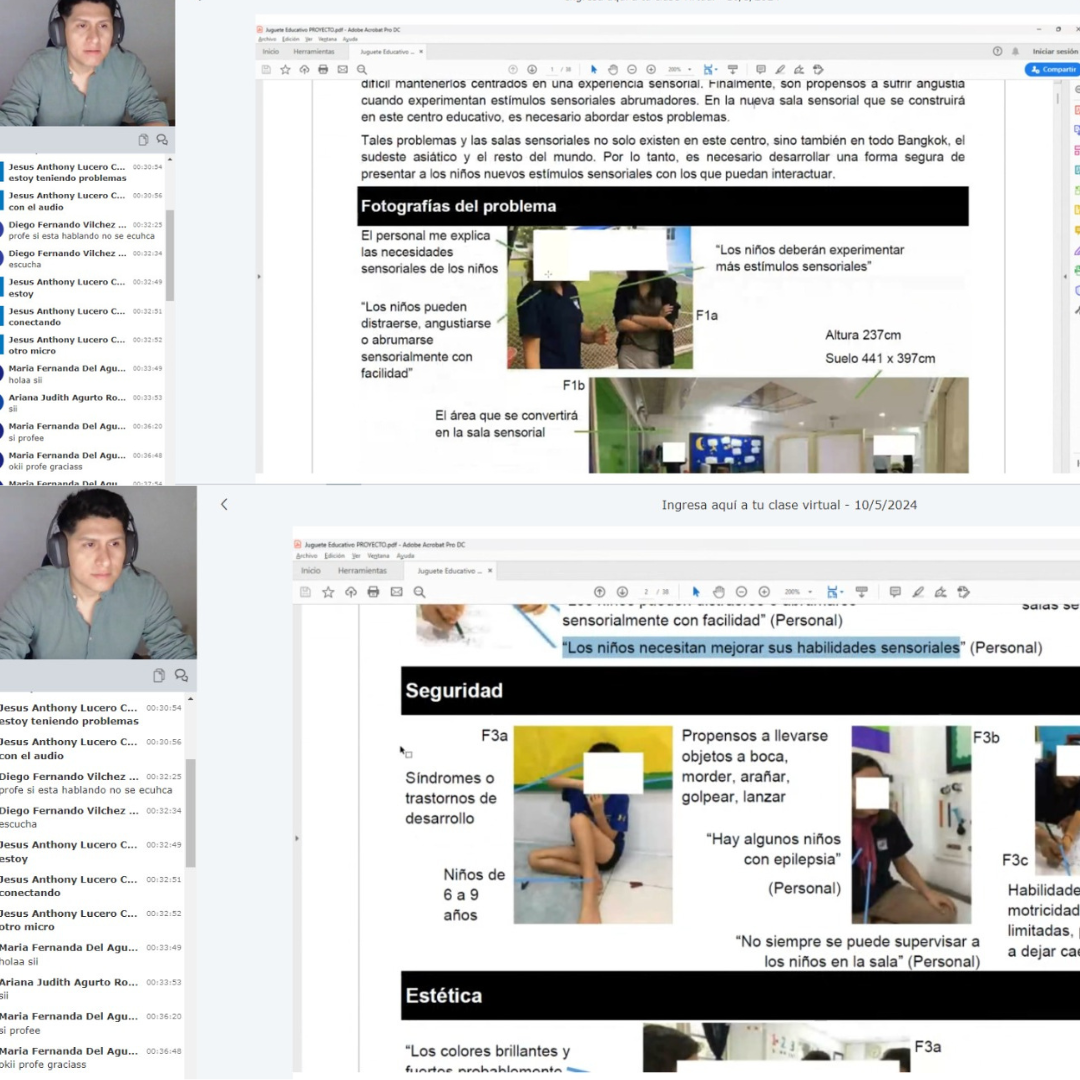 Juguete Educativo PROYECTO.pdf - Adobe Acrobat Pro DC
Archivo Edición Ver Ventana Ayuda
Inicio Herramientas Juguete Educativo ... × Iniciar sesión
1 / 38 200% Compartir
difícil mantenerlos centrados en una experiencia sensorial. Finalmente, son propensos a sufrir angustia
cuando experimentan estímulos sensoriales abrumadores. En la nueva sala sensorial que se construirá
en este centro educativo, es necesario abordar estos problemas.
Tales problemas y las salas sensoriales no solo existen en este centro, sino también en todo Bangkok, el
sudeste asiático y el resto del mundo. Por lo tanto, es necesario desarrollar una forma segura de
presentar a los niños nuevos estímulos sensoriales con los que puedan interactuar.
Fotografías del problema
El personal me explica
las necesidades
sensoriales de los niños
“Los niños deberán experimentar
más estímulos sensoriales”
“Los niños pueden
distraerse, angustiarse
o abrumarse
sensorialmente con
facilidad”
F1a
Altura 237cm
Suelo 441 x 397cm
F1b
El área que se convertirá
en la sala sensorial
Jesus Anthony Lucero C... 00:30:54
estoy teniendo problemas
Jesus Anthony Lucero C... 00:30:56
con el audio
Diego Fernando Vilchez ... 00:32:25
profe si esta hablando no se ecuhca
Diego Fernando Vilchez ... 00:32:34
escucha
Jesus Anthony Lucero C... 00:32:49
estoy
Jesus Anthony Lucero C... 00:32:51
conectando
Jesus Anthony Lucero C... 00:32:52
otro micro
Maria Fernanda Del Agu... 00:33:49
holaa sii
Ariana Judith Agurto Ro... 00:33:53
sii
Maria Fernanda Del Agu... 00:36:20
si profee
Maria Fernanda Del Agu... 00:36:48
okii profe graciass
Maria Fernanda Del Agu... 00:37:54
Ingresa aquí a tu clase virtual - 10/5/2024
Juguete Educativo PROYECTO.pdf - Adobe Acrobat Pro DC
Archivo Edición Ver Ventana Ayuda
Inicio Herramientas Juguete Educativo ... ×
2 / 38 200%
sensorialmente con facilidad” (Personal)
“Los niños necesitan mejorar sus habilidades sensoriales” (Personal)
Seguridad
F3a
Síndromes o
trastornos de
desarrollo
Niños de
6 a 9
años
Propensos a llevarse
objetos a boca,
morder, arañar,
golpear, lanzar
“Hay algunos niños
con epilepsia”
(Personal)
“No siempre se puede supervisar a
los niños en la sala” (Personal)
F3b
F3c
Habilidade
motricidad
limitadas,
a dejar cae
Estética
“Los colores brillantes y
fuertos probablemente
F3a
Jesus Anthony Lucero C... 00:30:54
estoy teniendo problemas
Jesus Anthony Lucero C... 00:30:56
con el audio
Diego Fernando Vilchez ... 00:32:25
profe si esta hablando no se ecuhca
Diego Fernando Vilchez ... 00:32:34
escucha
Jesus Anthony Lucero C... 00:32:49
estoy
Jesus Anthony Lucero C... 00:32:51
conectando
Jesus Anthony Lucero C... 00:32:52
otro micro
Maria Fernanda Del Agu... 00:33:49
holaa sii
Ariana Judith Agurto Ro... 00:33:53
sii
Maria Fernanda Del Agu... 00:36:20
si profee
Maria Fernanda Del Agu... 00:36:48
okii profe graciass